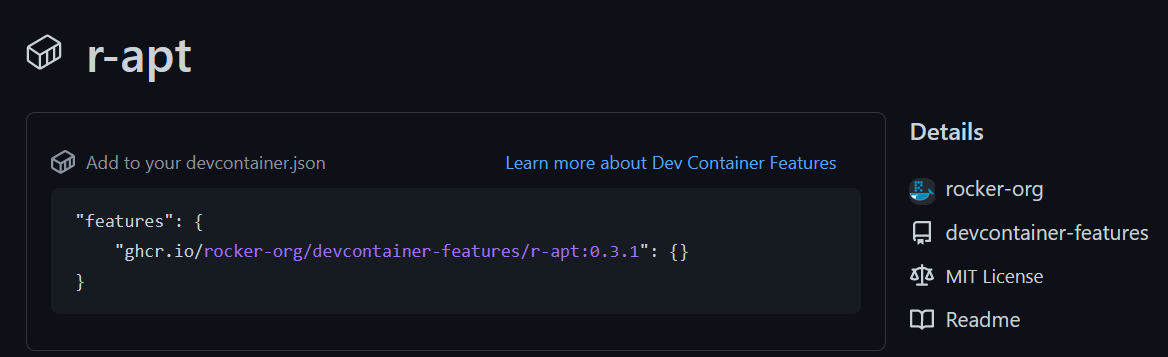 r-apt
Add to your devcontainer.json
Learn more about Dev Container Features
"features": {
    "ghcr.io/rocker-org/devcontainer-features/r-apt:0.3.1": {}
}
Details
rocker-org
devcontainer-features
MIT License
Readme